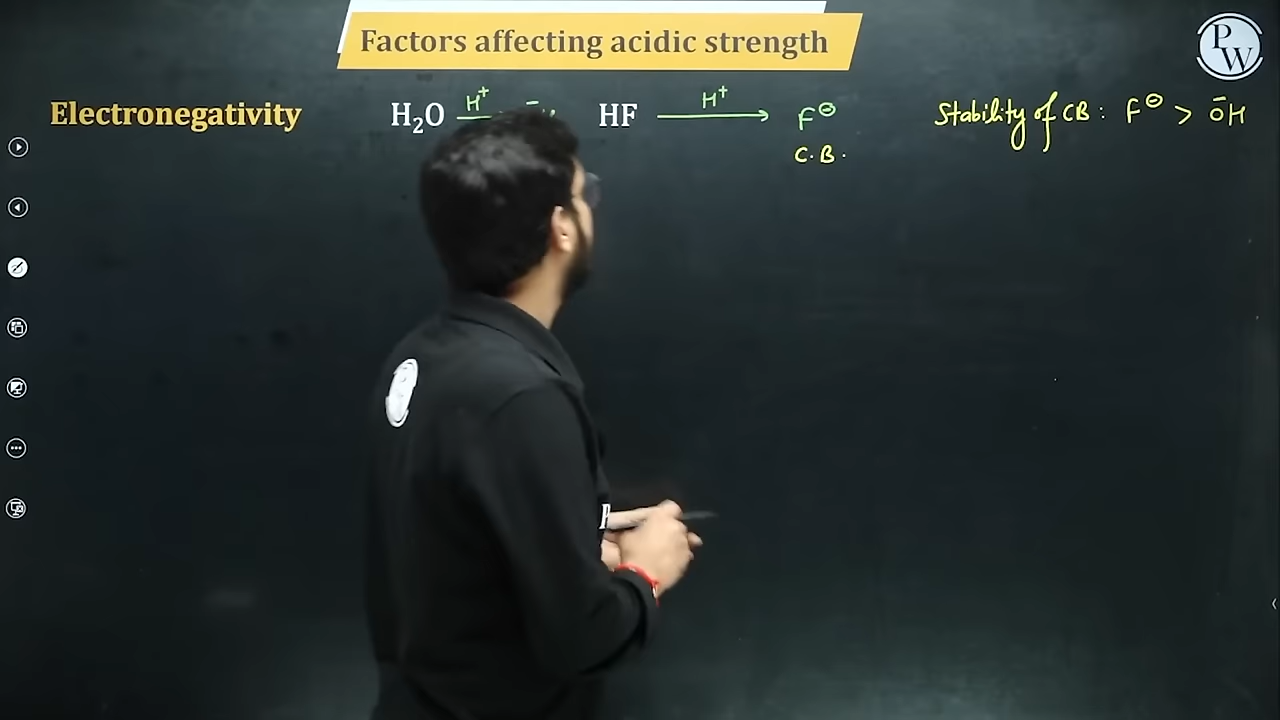 Factors affecting acidic strength
PW
Electronegativity H₂O H⁺ HF H⁺ → F⊖ Stability of CB : F⊖ > ōH
C.B.